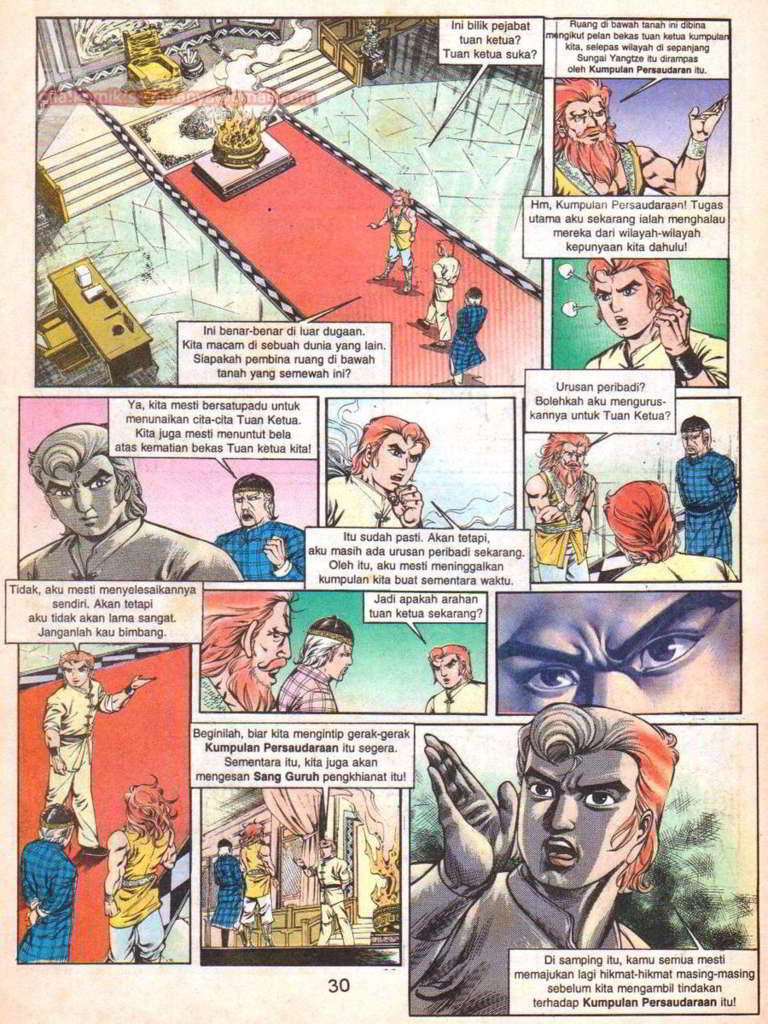 Ini bilik pejabat
tuan ketua?
Tuan ketua suka?
Ruang di bawah tanah ini dibina
mengikut pelan bekas tuan ketua kumpulan
kita, selepas wilayah di sepanjang
Sungai Yangtze itu dirampas
oleh Kumpulan Persaudaran itu.
Hm, Kumpulan Persaudaraan! Tugas
utama aku sekarang ialah menghalau
mereka dari wilayah-wilayah
kepunyaan kita dahulu!
Ini benar-benar di luar dugaan.
Kita macam di sebuah dunia yang lain.
Siapakah pembina ruang di bawah
tanah yang semewah ini?
Ya, kita mesti bersatupadu untuk
menunaikan cita-cita Tuan Ketua.
Kita juga mesti menuntut bela
atas kematian bekas Tuan ketua kita!
Itu sudah pasti. Akan tetapi,
aku masih ada urusan peribadi sekarang.
Oleh itu, aku mesti meninggalkan
kumpulan kita buat sementara waktu.
Urusan peribadi?
Bolehkah aku mengurus-
kannya untuk Tuan Ketua?
Tidak, aku mesti menyelesaikannya
sendiri. Akan tetapi
aku tidak akan lama sangat.
Janganlah kau bimbang.
Jadi apakah arahan
tuan ketua sekarang?
Beginilah, biar kita mengintip gerak-gerak
Kumpulan Persaudaraan itu segera.
Sementara itu, kita juga akan
mengesan Sang Guruh pengkhianat itu!
Di samping itu, kamu semua mesti
memajukan lagi hikmat-hikmat masing-masing
sebelum kita mengambil tindakan
terhadap Kumpulan Persaudaraan itu!
30